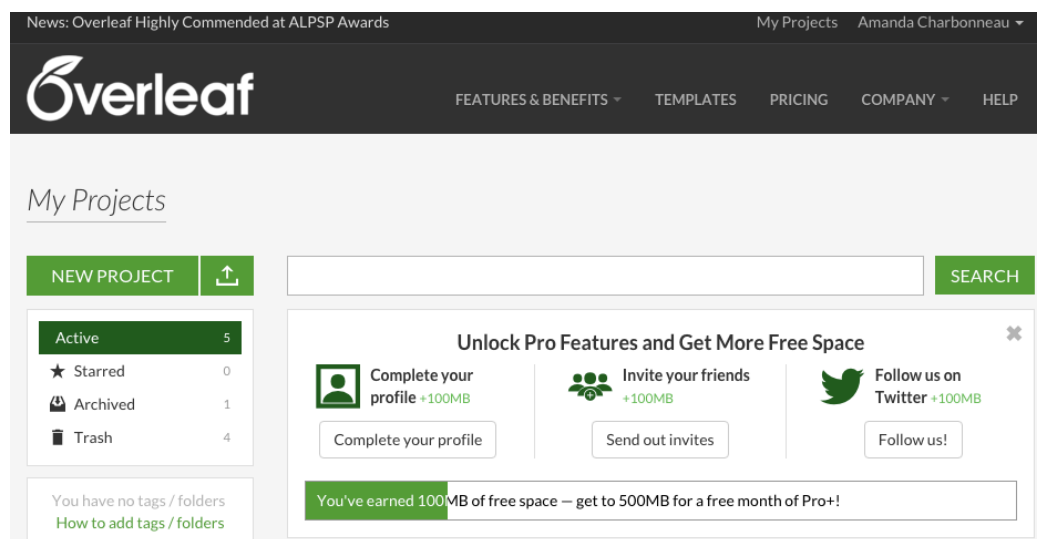 News: Overleaf Highly Commended at ALPSP Awards
My Projects Amanda Charbonneau
Overleaf
FEATURES & BENEFITS TEMPLATES PRICING COMPANY HELP
My Projects
NEW PROJECT
SEARCH
Active 5
Starred 0
Archived 1
Trash 4
You have no tags / folders
How to add tags / folders
Unlock Pro Features and Get More Free Space
Complete your
profile +100MB
Complete your profile
Invite your friends
+100MB
Send out invites
Follow us on
Twitter +100MB
Follow us!
You've earned 100MB of free space — get to 500MB for a free month of Pro+!